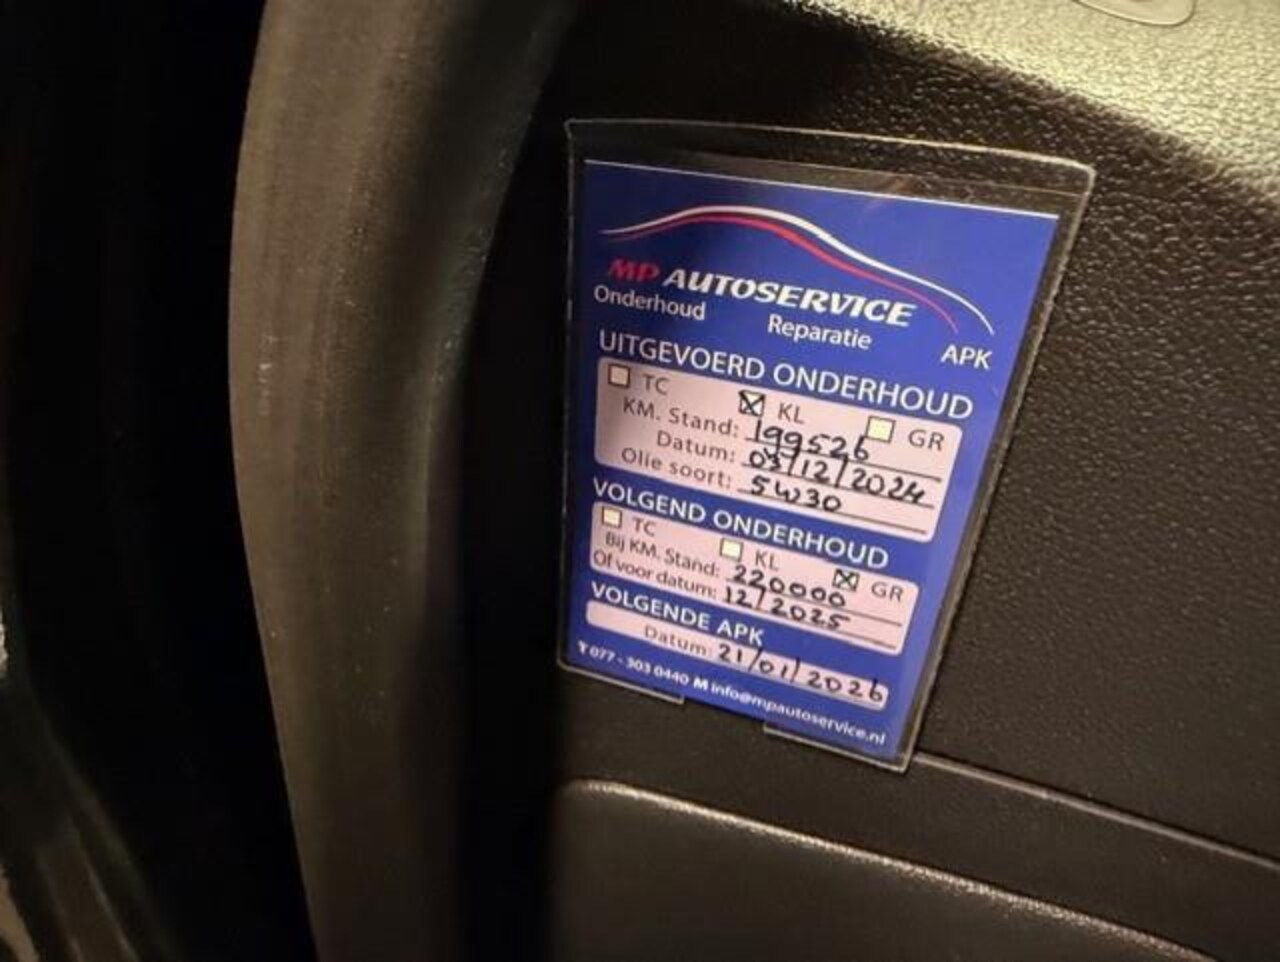 MP AUTOSERVICE
Onderhoud Reparatie APK
UITGEVOERD ONDERHOUD
TC KL GR
KM. Stand: 199526
Datum: 03/12/2024
Olie soort: 5W30
VOLGEND ONDERHOUD
TC KL GR
Bij KM. Stand: 220000
Of voor datum: 12/2025
VOLGENDE APK
Datum: 21/01/2026
T 077 - 303 0440 M info@mpautoservice.nl